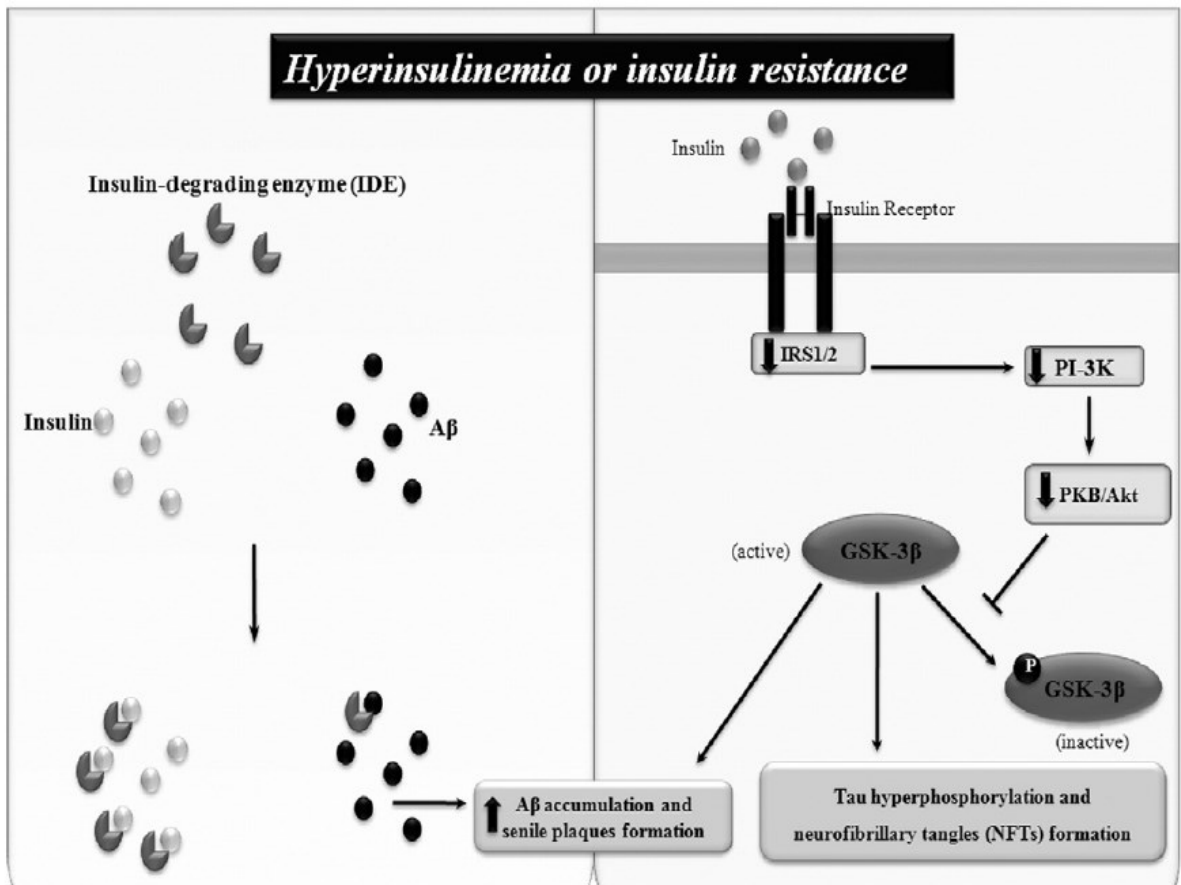 Hyperinsulinemia or insulin resistance
Insulin-degrading enzyme (IDE)
Insulin
Aβ
Aβ accumulation and
senile plaques formation
Insulin
Insulin Receptor
IRS1/2
PI-3K
PKB/Akt
(active)
GSK-3β
P
GSK-3β
(inactive)
Tau hyperphosphorylation and
neurofibrillary tangles (NFTs) formation